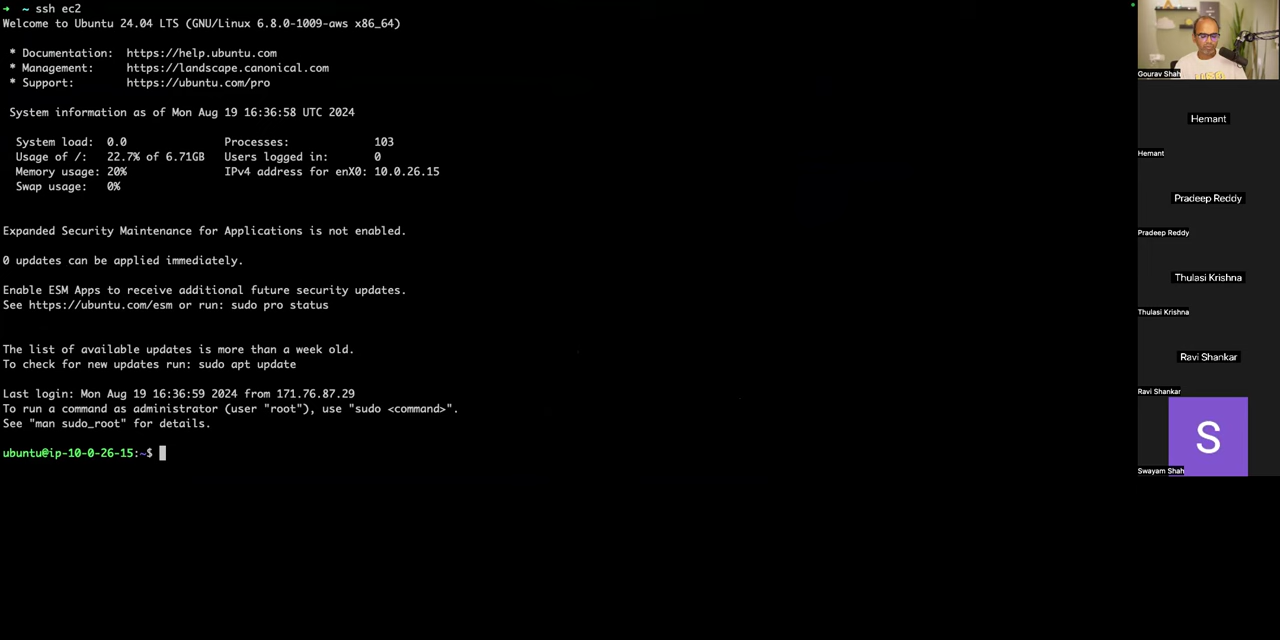 ➜  ~ ssh ec2
Welcome to Ubuntu 24.04 LTS (GNU/Linux 6.8.0-1009-aws x86_64)
* Documentation:  https://help.ubuntu.com
* Management:     https://landscape.canonical.com
* Support:        https://ubuntu.com/pro
System information as of Mon Aug 19 16:36:58 UTC 2024
System load:  0.0               Processes:             103
Usage of /:   22.7% of 6.71GB   Users logged in:       0
Memory usage: 20%               IPv4 address for enX0: 10.0.26.15
Swap usage:   0%
Expanded Security Maintenance for Applications is not enabled.
0 updates can be applied immediately.
Enable ESM Apps to receive additional future security updates.
See https://ubuntu.com/esm or run: sudo pro status
The list of available updates is more than a week old.
To check for new updates run: sudo apt update
Last login: Mon Aug 19 16:36:59 2024 from 171.76.87.29
To run a command as administrator (user "root"), use "sudo <command>".
See "man sudo_root" for details.
ubuntu@ip-10-0-26-15:~$
Gourav Shah
Hemant
Hemant
Pradeep Reddy
Pradeep Reddy
Thulasi Krishna
Thulasi Krishna
Ravi Shankar
Ravi Shankar
S
Swayam Shah